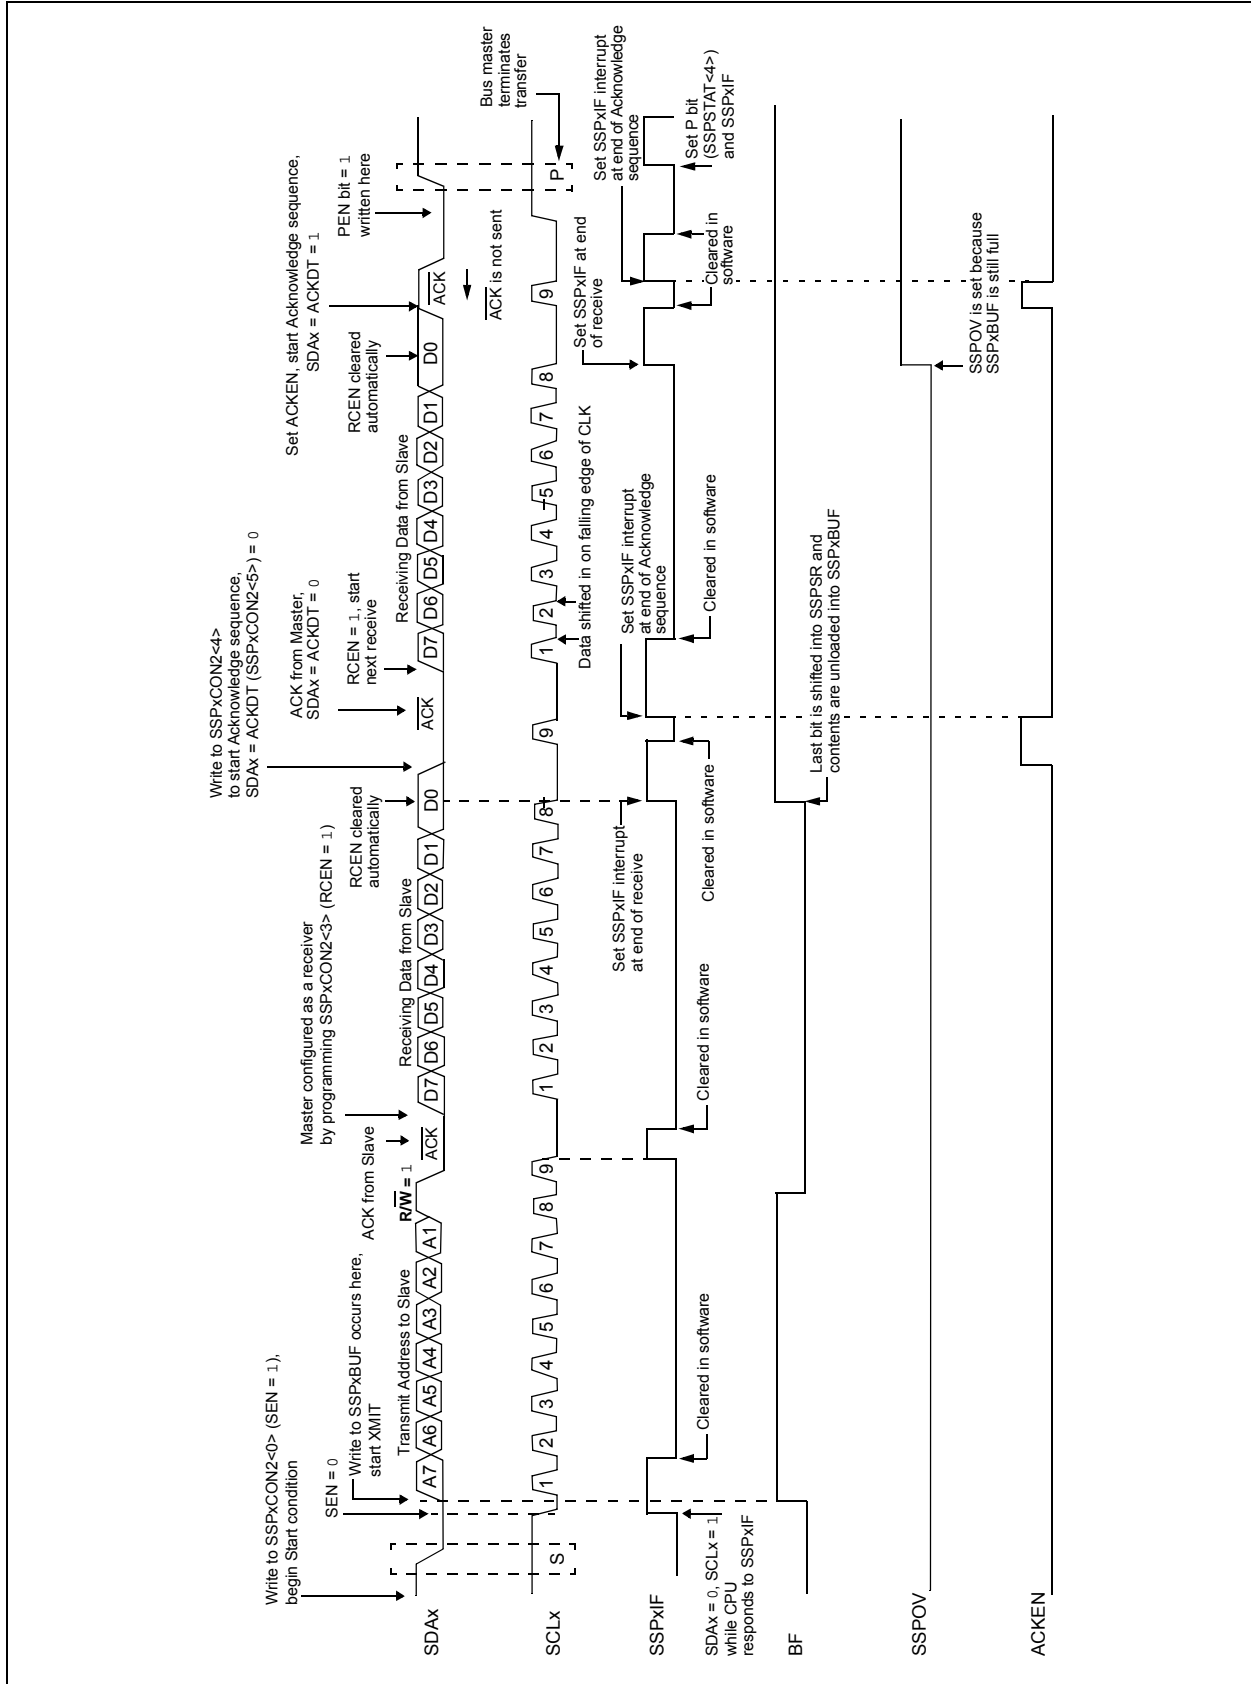 Write to SSPxCON2<0> (SEN = 1),
begin Start condition
SEN = 0
Write to SSPxBUF occurs here,
start XMIT
ACK from Slave
Master configured as a receiver
by programming SSPxCON2<3> (RCEN = 1)
RCEN cleared
automatically
Write to SSPxCON2<4>
to start Acknowledge sequence,
SDAx = ACKDT (SSPxCON2<5>) = 0
ACK from Master,
SDAx = ACKDT = 0
RCEN = 1, start
next receive
RCEN cleared
automatically
Set ACKEN, start Acknowledge sequence,
SDAx = ACKDT = 1
PEN bit = 1
written here
Transmit Address to Slave
R/W = 1
Receiving Data from Slave
Receiving Data from Slave
SDAx
A7 A6 A5 A4 A3 A2 A1 ACK D7 D6 D5 D4 D3 D2 D1 D0 ACK D7 D6 D5 D4 D3 D2 D1 D0 ACK
ACK is not sent
Bus master
terminates
transfer
SCLx
S 1 2 3 4 5 6 7 8 9 1 2 3 4 5 6 7 8 9 1 2 3 4 5 6 7 8 9 P
Data shifted in on falling edge of CLK
Set SSPxIF interrupt
at end of receive
Set SSPxIF interrupt
at end of Acknowledge
sequence
Set SSPxIF at end
of receive
Set SSPxIF interrupt
at end of Acknowledge
sequence
SSPxIF
SDAx = 0, SCLx = 1,
while CPU
responds to SSPxIF
Cleared in software
Cleared in software
Cleared in software
Cleared in software
Cleared in
software
Set P bit
(SSPSTAT<4>)
and SSPxIF
BF
Last bit is shifted into SSPSR and
contents are unloaded into SSPxBUF
SSPOV
SSPOV is set because
SSPxBUF is still full
ACKEN